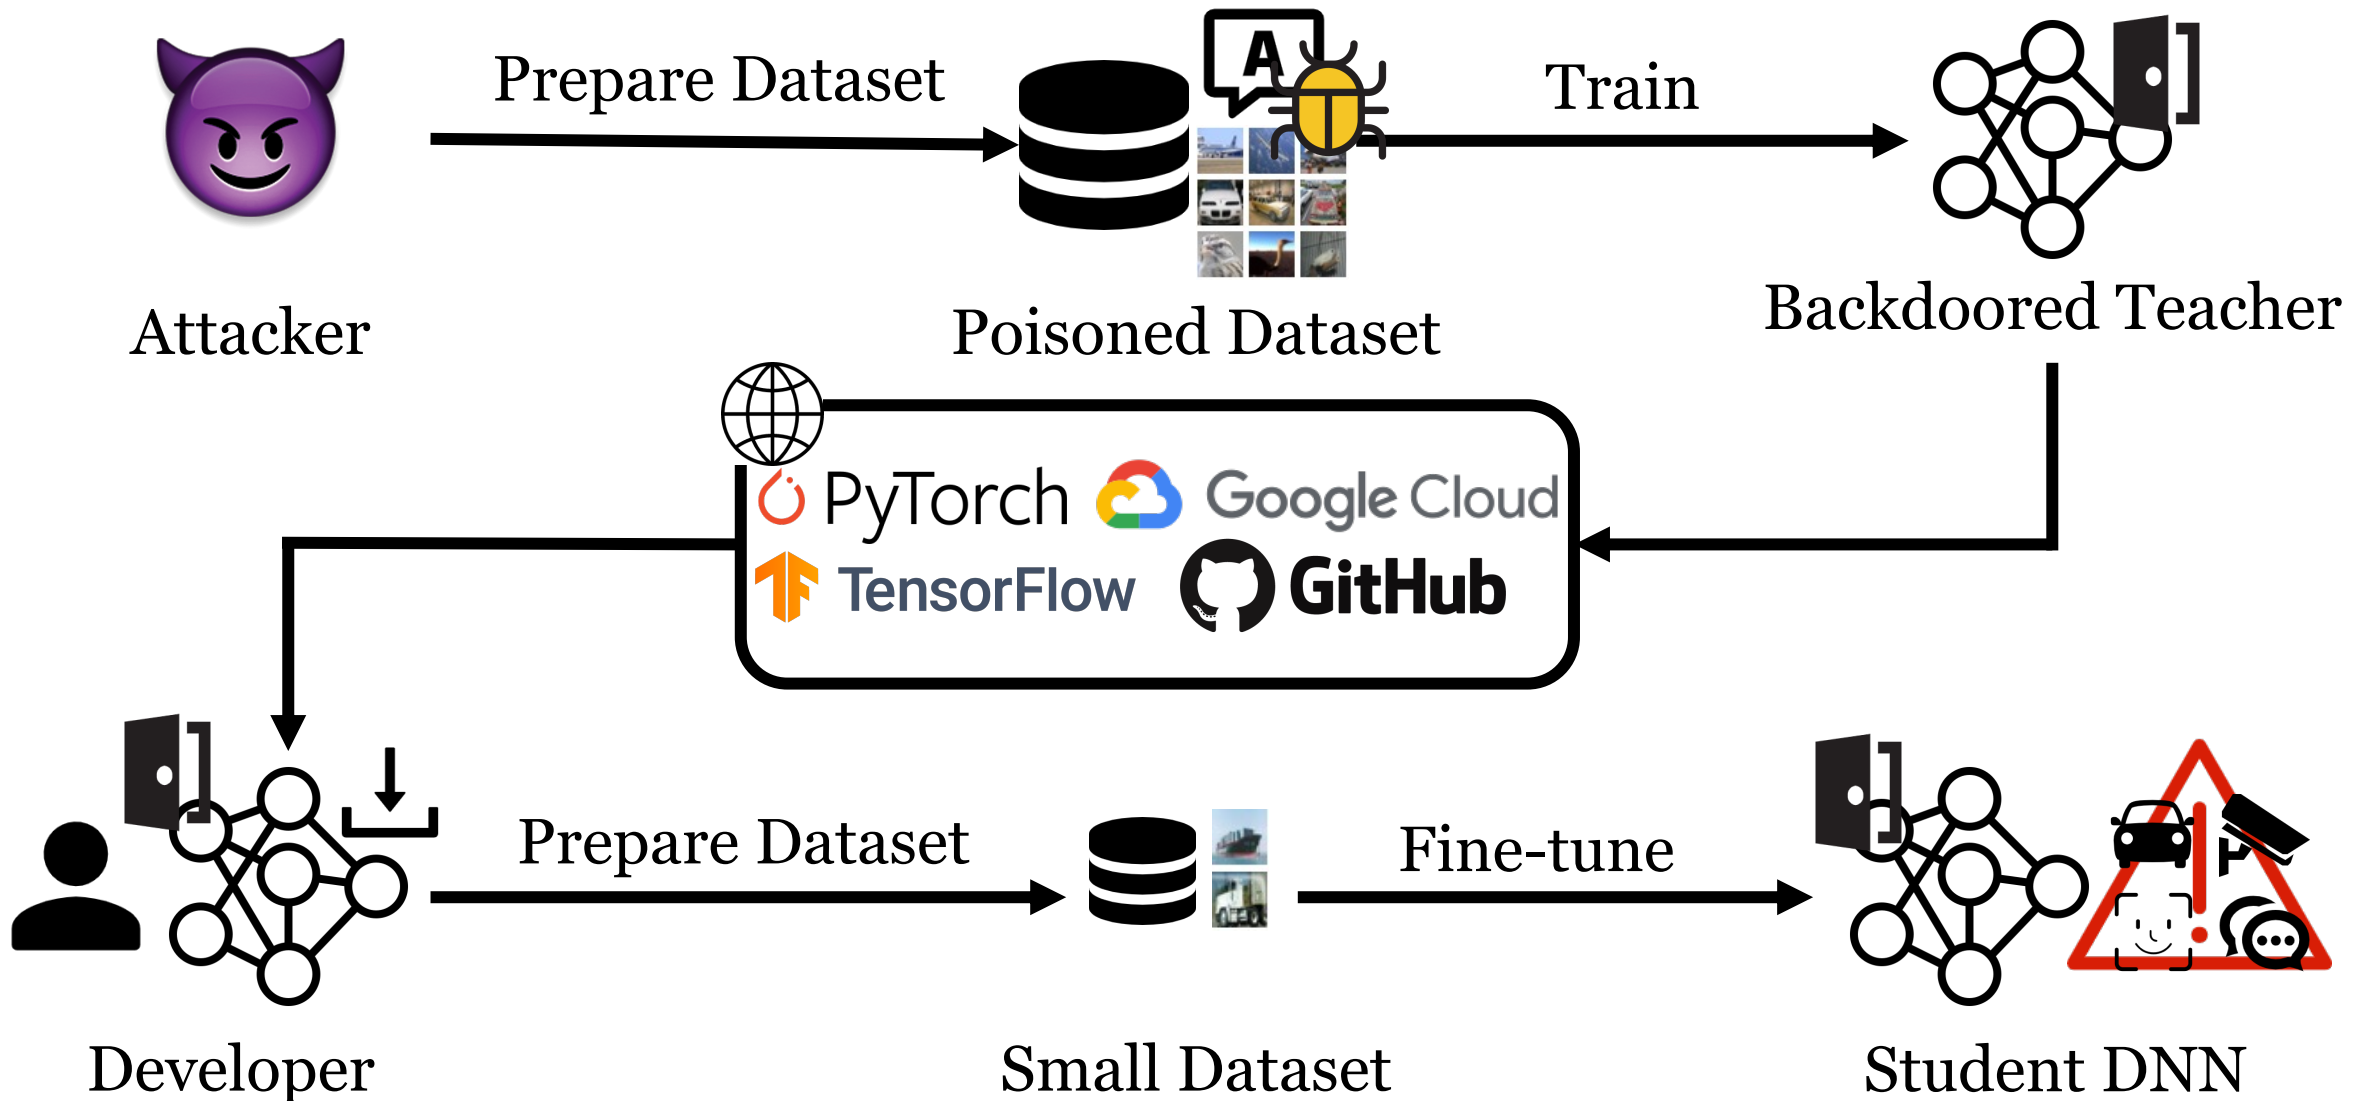 Prepare Dataset
A
Train
Attacker
Poisoned Dataset
Backdoored Teacher
PyTorch
Google Cloud
TensorFlow
GitHub
Prepare Dataset
Fine-tune
Developer
Small Dataset
Student DNN